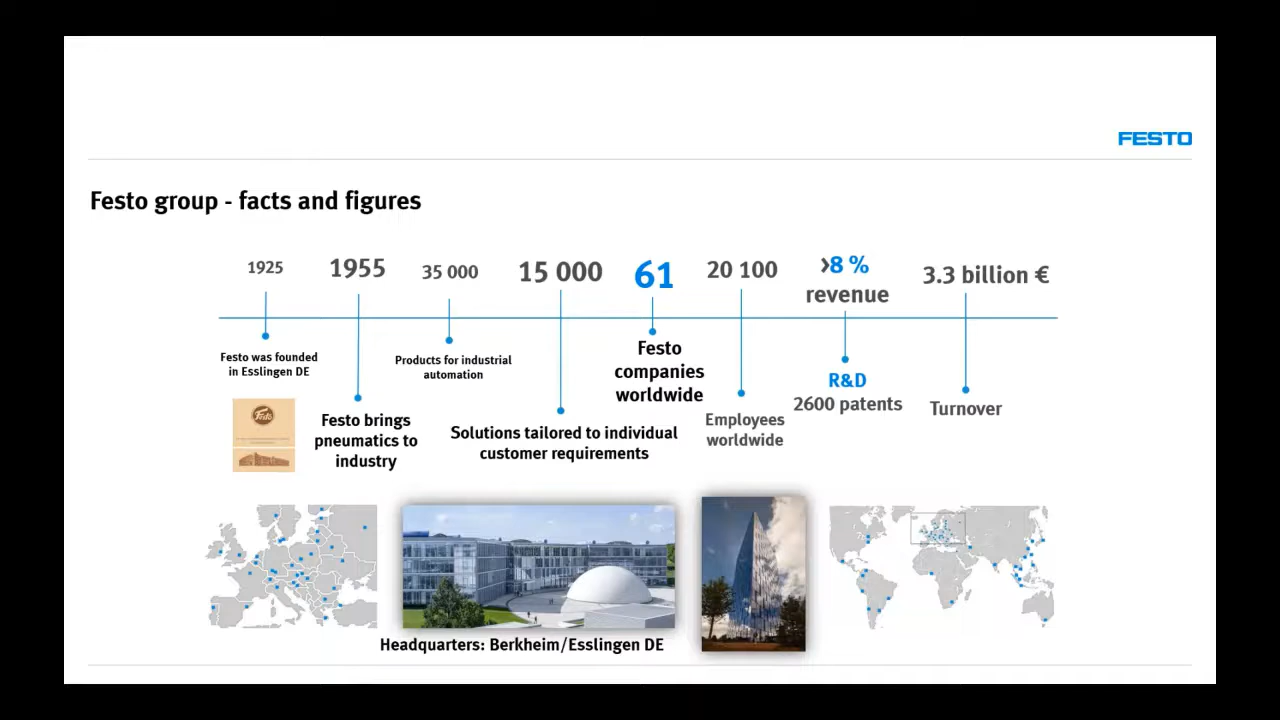 FESTO
Festo group - facts and figures
1925
1955
35 000
15 000
61
20 100
>8 %
revenue
3.3 billion €
Festo was founded
in Esslingen DE
Festo brings
pneumatics to
industry
Products for industrial
automation
Solutions tailored to individual
customer requirements
Festo
companies
worldwide
Employees
worldwide
R&D
2600 patents
Turnover
Festo
Headquarters: Berkheim/Esslingen DE